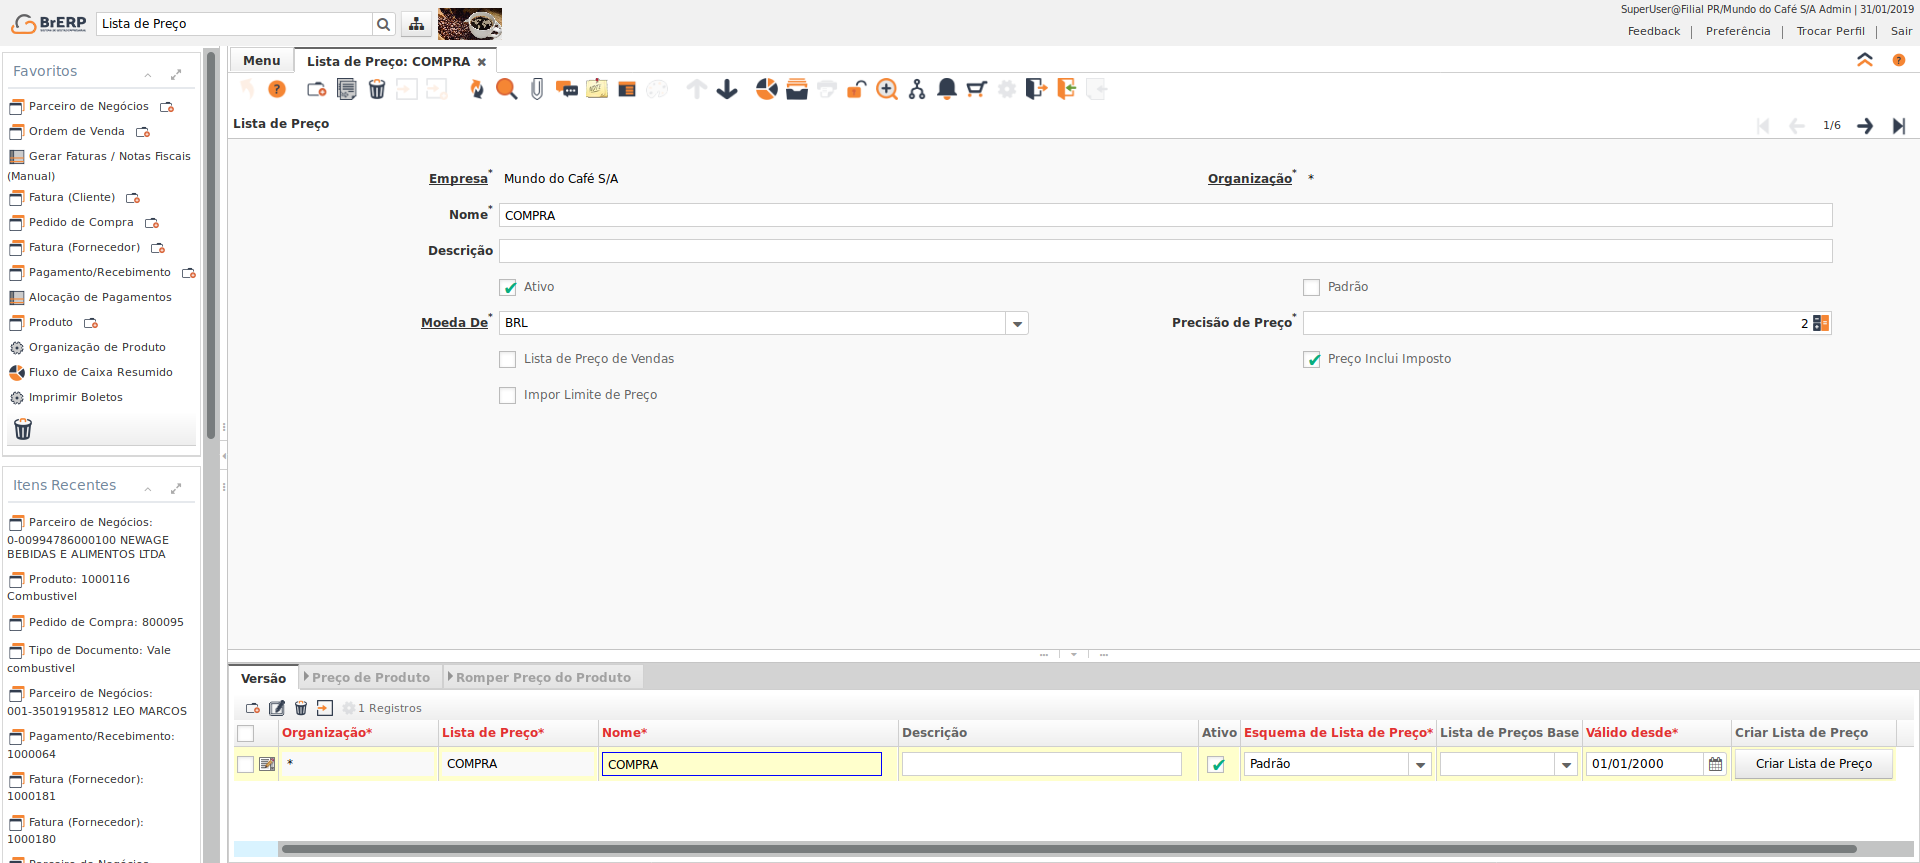 BrERP
Lista de Preço
SuperUser@Filial PR/Mundo do Café S/A Admin | 31/01/2019
Feedback | Preferência | Trocar Perfil | Sair
Favoritos
Parceiro de Negócios
Ordem de Venda
Gerar Faturas / Notas Fiscais
(Manual)
Fatura (Cliente)
Pedido de Compra
Fatura (Fornecedor)
Pagamento/Recebimento
Alocação de Pagamentos
Produto
Organização de Produto
Fluxo de Caixa Resumido
Imprimir Boletos
Itens Recentes
Parceiro de Negócios:
0-00994786000100 NEWAGE
BEBIDAS E ALIMENTOS LTDA
Produto: 1000116
Combustivel
Pedido de Compra: 800095
Tipo de Documento: Vale
combustivel
Parceiro de Negócios:
001-35019195812 LEO MARCOS
Pagamento/Recebimento:
1000064
Fatura (Fornecedor):
1000181
Fatura (Fornecedor):
1000180
Parceiro de Negócios
Menu
Lista de Preço: COMPRA
Lista de Preço
1/6
Empresa* Mundo do Café S/A
Organização* *
Nome* COMPRA
Descrição
Ativo
Padrão
Moeda De* BRL
Precisão de Preço* 2
Lista de Preço de Vendas
Preço Inclui Imposto
Impor Limite de Preço
Versão
Preço de Produto
Romper Preço do Produto
1 Registros
Organização* Lista de Preço* Nome* Descrição Ativo Esquema de Lista de Preço* Lista de Preços Base Válido desde* Criar Lista de Preço
* COMPRA COMPRA Padrão 01/01/2000 Criar Lista de Preço